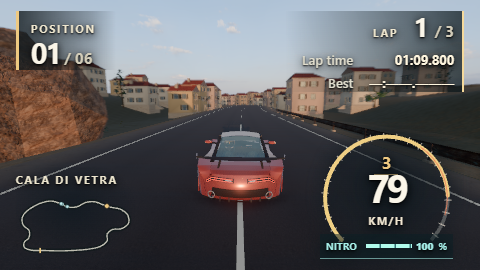 POSITION
01 / 06
LAP 1 / 3
Lap time 01:09.800
Best --:--.---
CALA DI VETRA
3
79
KM/H
NITRO 100 %